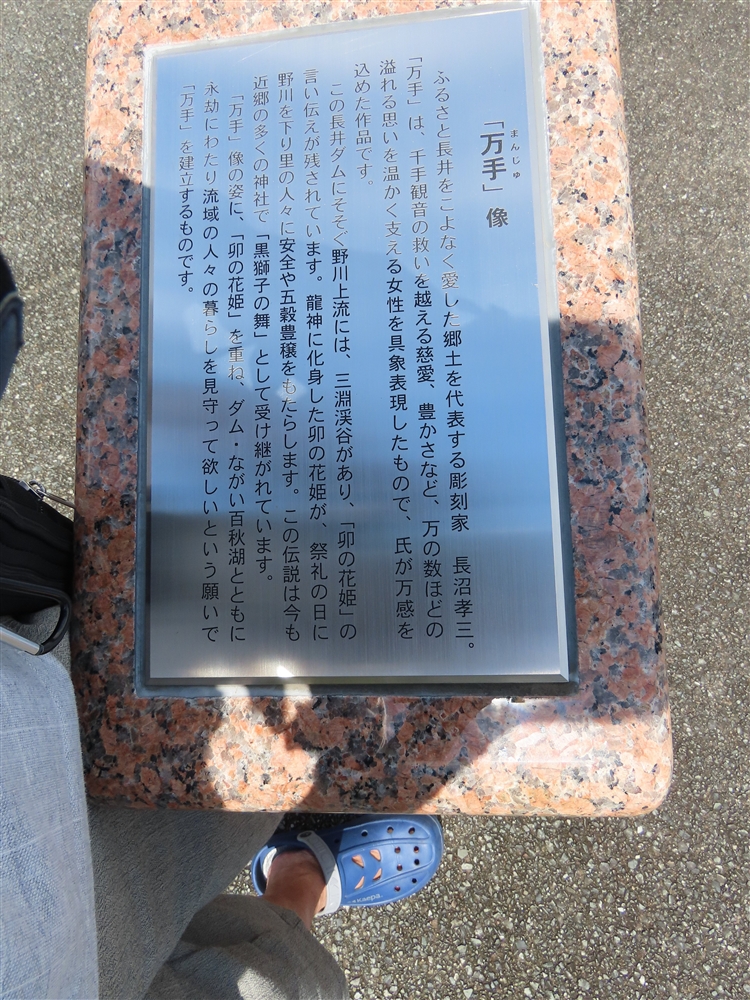 「万手」像
まんじゅ
ふるさと長井をこよなく愛した郷土を代表する彫刻家　長沼孝三。
「万手」は、千手観音の救いを越える慈愛、豊かさなど、万の数ほどの
溢れる思いを温かく支える女性を具象表現したもので、氏が万感を
込めた作品です。
この長井ダムにそそぐ野川上流には、三淵渓谷があり、「卯の花姫」の
言い伝えが残されています。龍神に化身した卯の花姫が、祭礼の日に
野川を下り里の人々に安全や五穀豊穣をもたらします。この伝説は今も
近郷の多くの神社で「黒獅子の舞」として受け継がれています。
「万手」像の姿に、「卯の花姫」を重ね、ダム・ながい百秋湖とともに
永劫にわたり流域の人々の暮らしを見守って欲しいという願いで
「万手」を建立するものです。